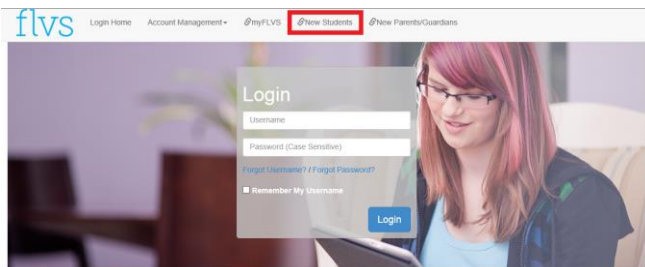 flvs Login Home Account Management myFLVS New Students New Parents/Guardians
Login
Username
Password (Case Sensitive)
Forgot Username? / Forgot Password?
Remember My Username
Login